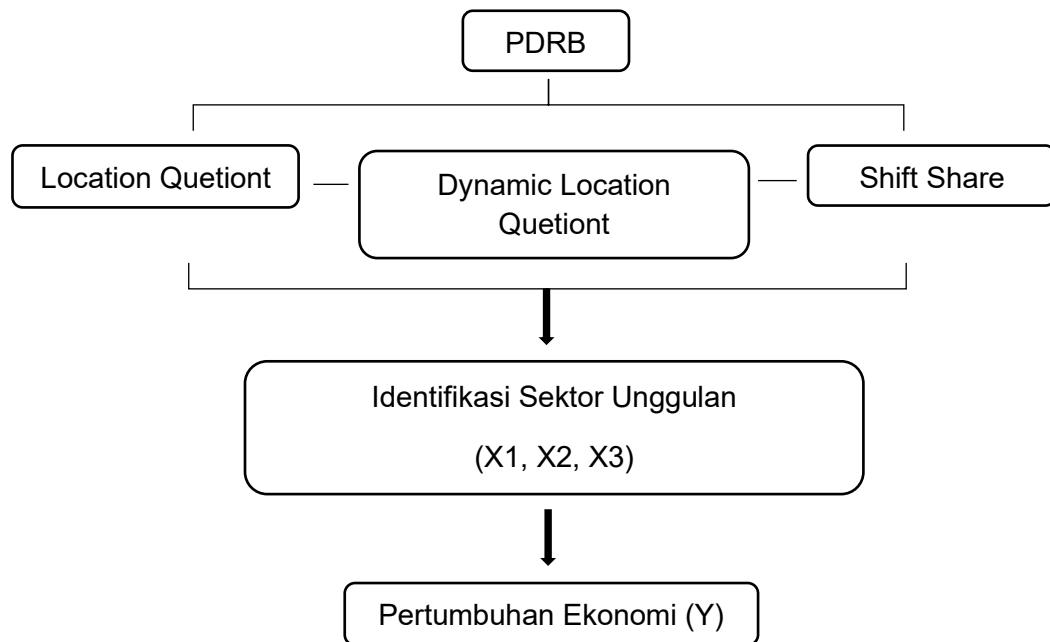 PDRB
Location Quetiont
Dynamic Location
Quetiont
Shift Share
Identifikasi Sektor Unggulan
(X1, X2, X3)
Pertumbuhan Ekonomi (Y)